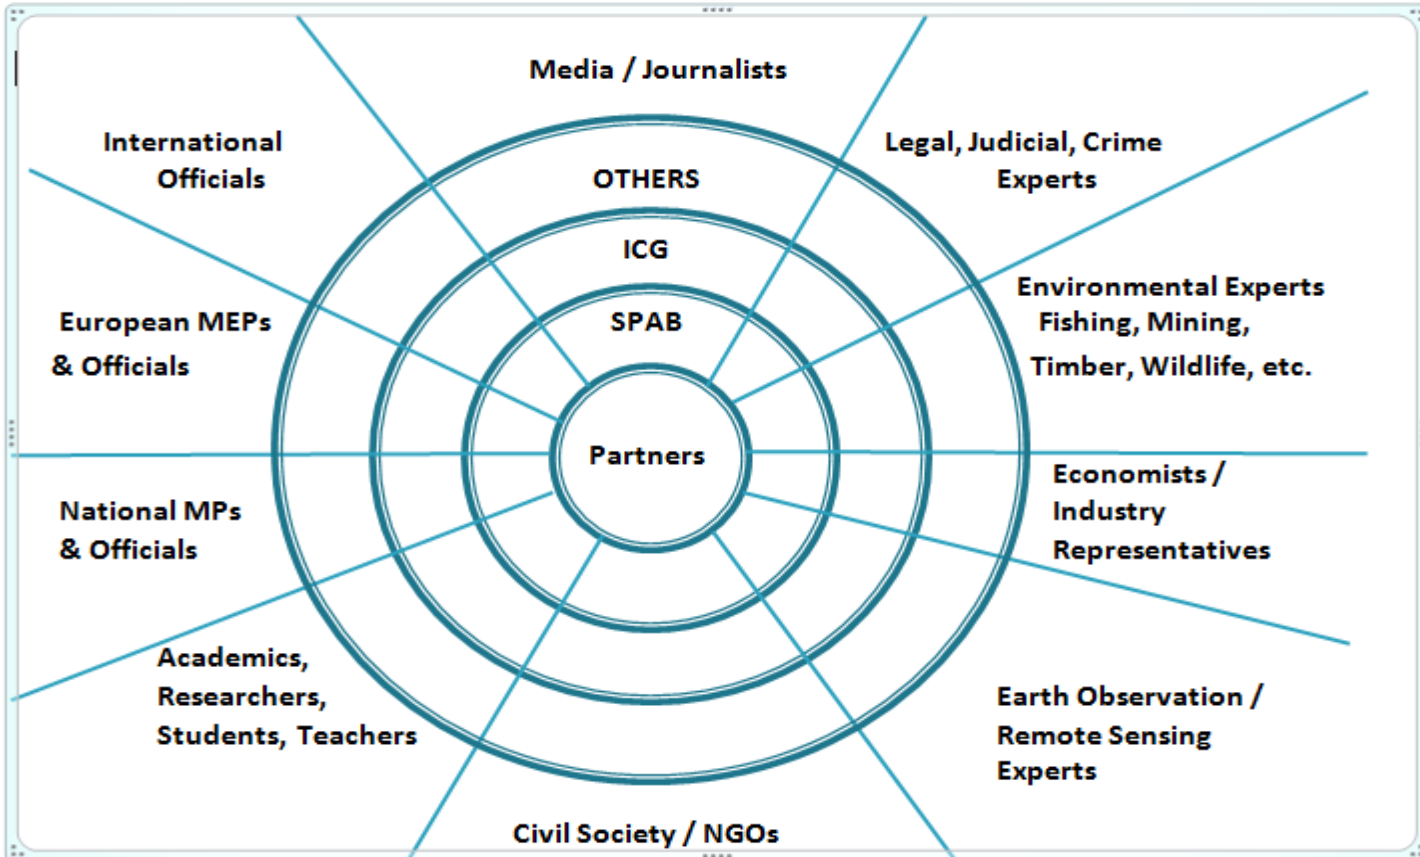 Media / Journalists
International
Officials
Legal, Judicial, Crime
Experts
OTHERS
ICG
SPAB
Partners
European MEPs
& Officials
Environmental Experts
Fishing, Mining,
Timber, Wildlife, etc.
National MPs
& Officials
Economists /
Industry
Representatives
Academics,
Researchers,
Students, Teachers
Earth Observation /
Remote Sensing
Experts
Civil Society / NGOs